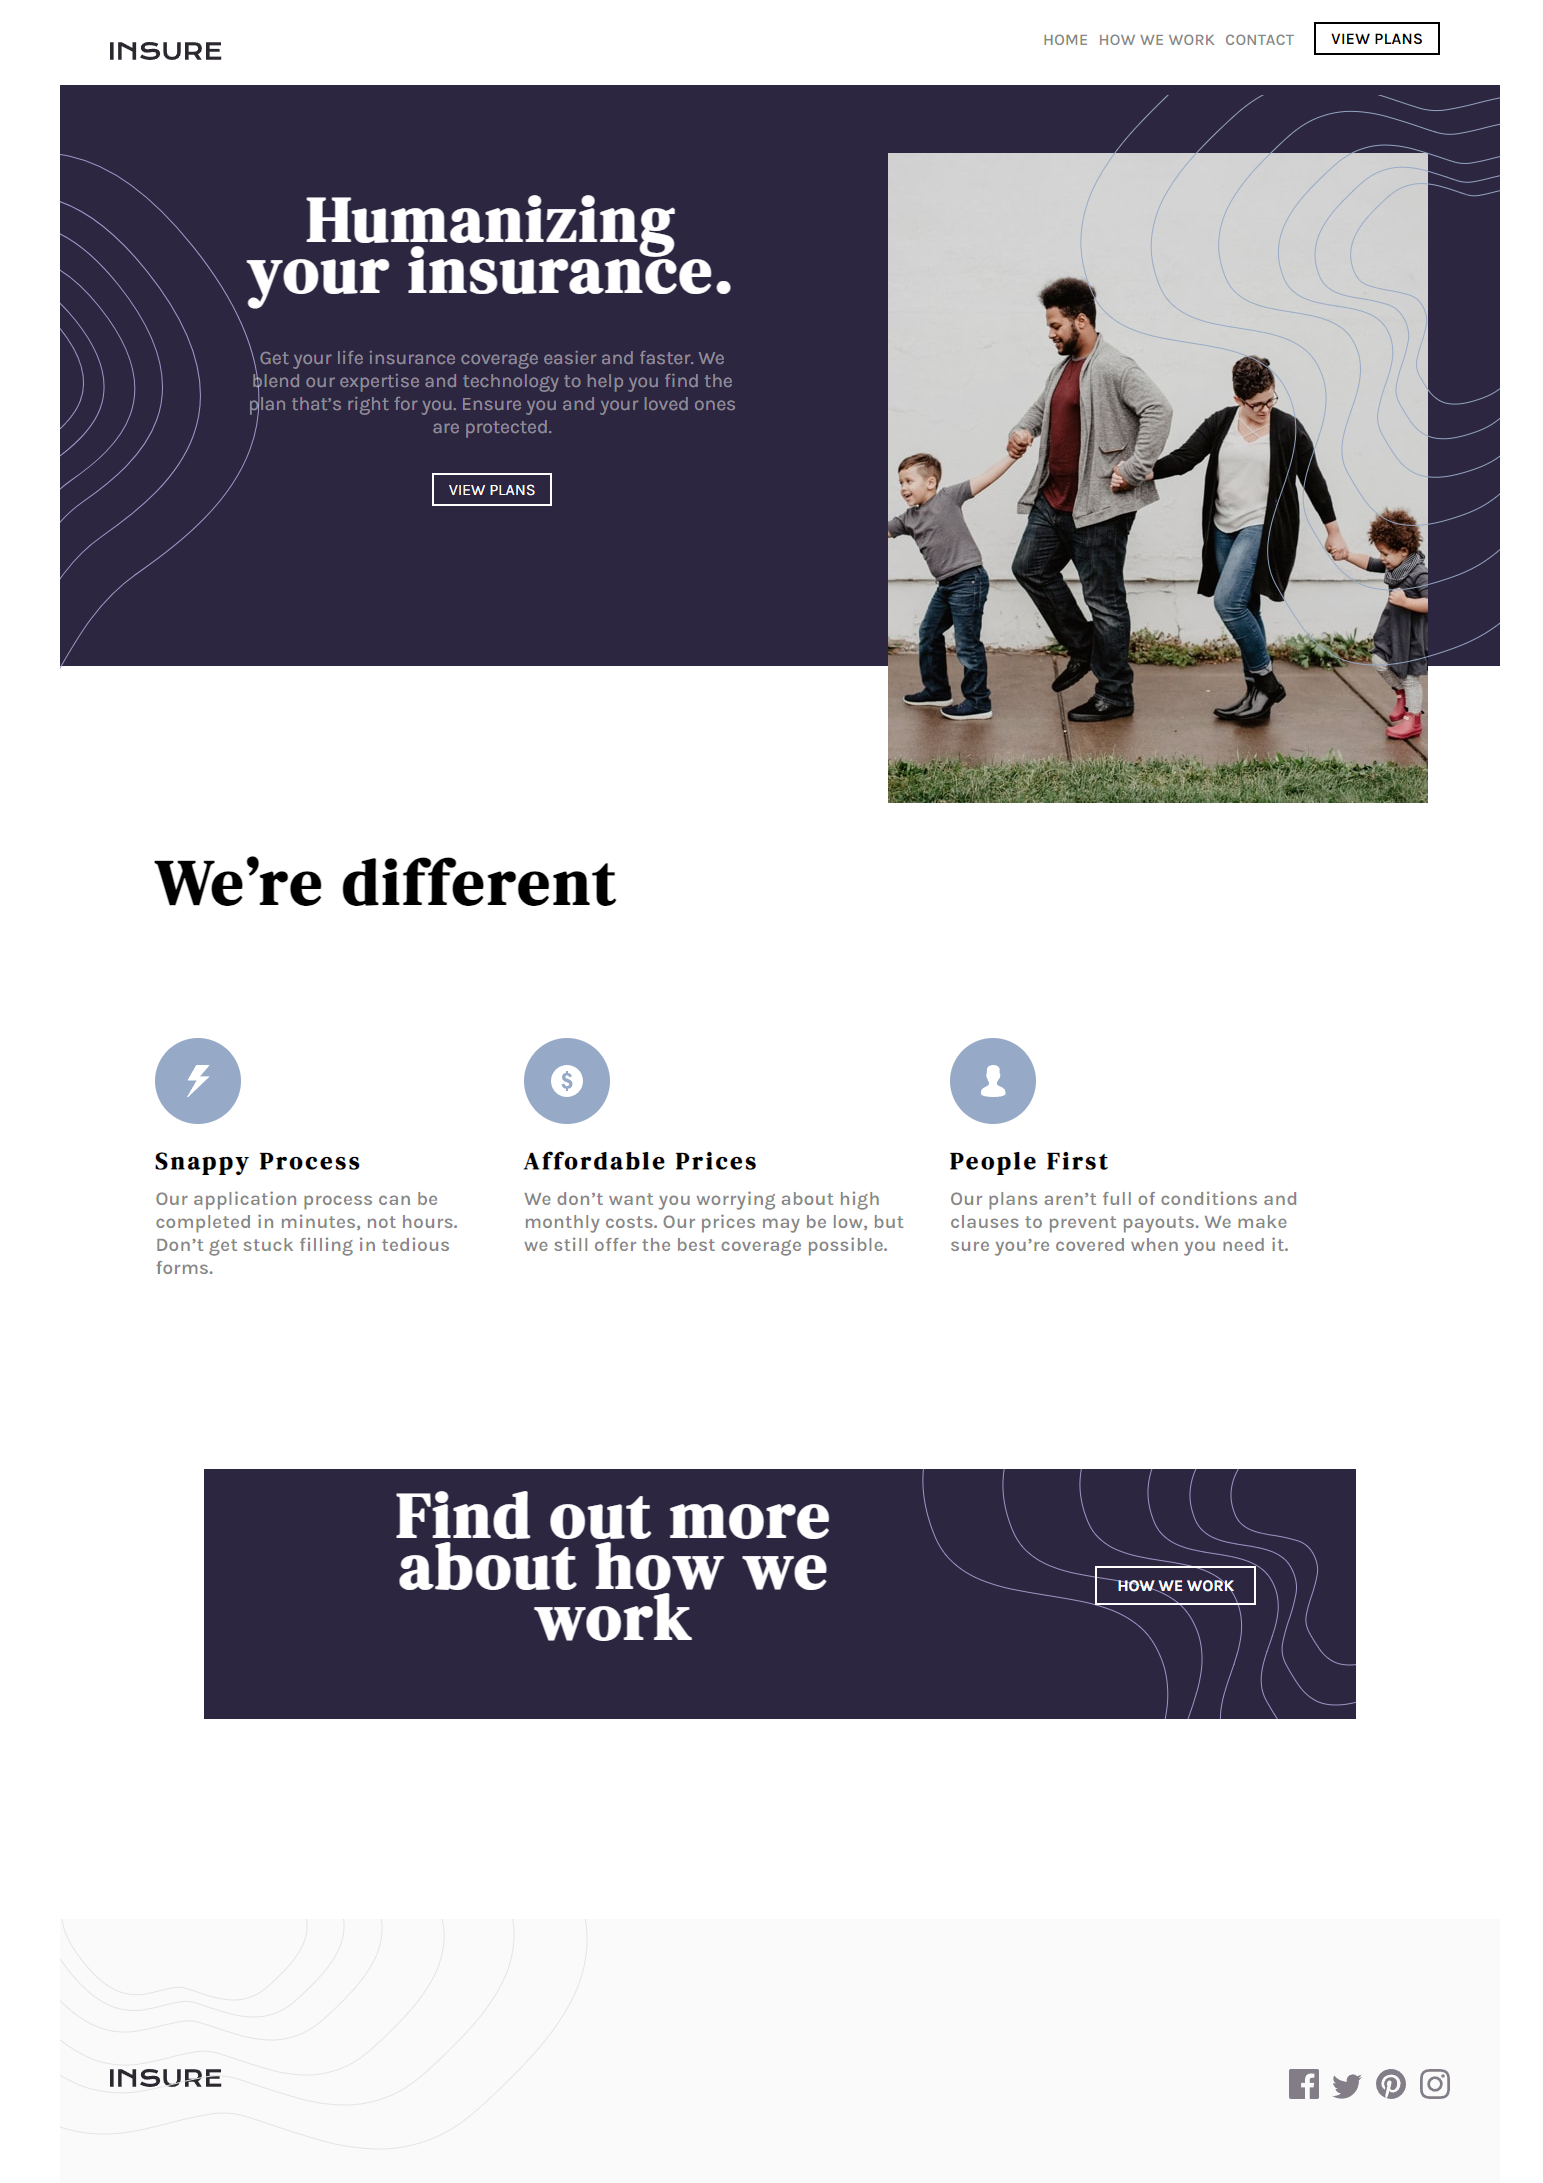 INSURE
HOME HOW WE WORK CONTACT VIEW PLANS
Humanizing
your insurance.
Get your life insurance coverage easier and faster. We
blend our expertise and technology to help you find the
plan that’s right for you. Ensure you and your loved ones
are protected.
VIEW PLANS
We’re different
Snappy Process
Our application process can be
completed in minutes, not hours.
Don’t get stuck filling in tedious
forms.
Affordable Prices
We don’t want you worrying about high
monthly costs. Our prices may be low, but
we still offer the best coverage possible.
People First
Our plans aren’t full of conditions and
clauses to prevent payouts. We make
sure you’re covered when you need it.
Find out more
about how we
work
HOW WE WORK
INSURE